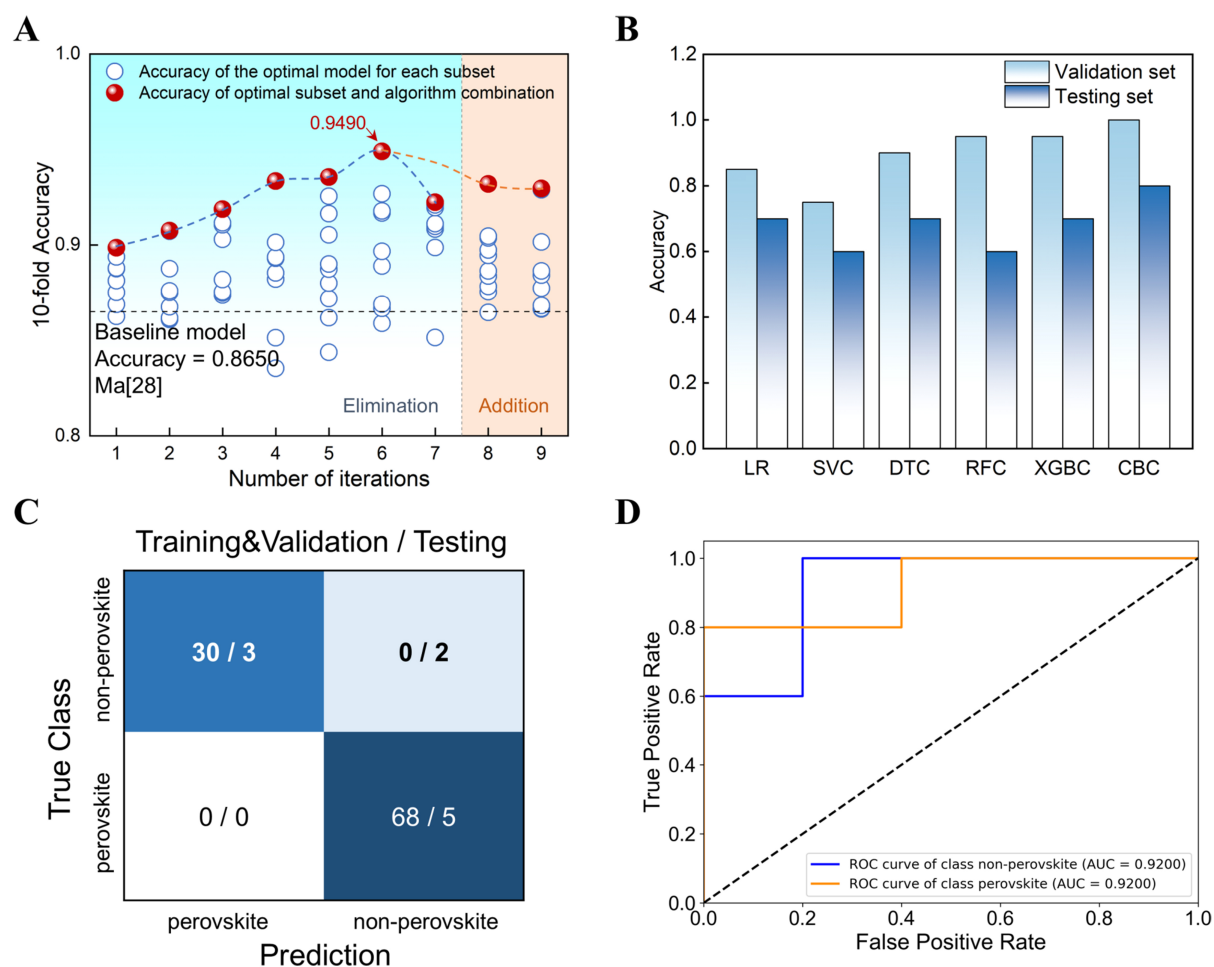 A
1.0
0.9
0.8
10-fold Accuracy
Accuracy of the optimal model for each subset
Accuracy of optimal subset and algorithm combination
0.9490
Baseline model
Accuracy = 0.8650
Ma[28]
Elimination
Addition
1 2 3 4 5 6 7 8 9
Number of iterations
B
1.2
1.0
0.8
0.6
0.4
0.2
0.0
Accuracy
Validation set
Testing set
LR SVC DTC RFC XGBC CBC
C
Training&Validation / Testing
True Class
non-perovskite
perovskite
30 / 3
0 / 2
0 / 0
68 / 5
perovskite non-perovskite
Prediction
D
1.0
0.8
0.6
0.4
0.2
0.0
True Positive Rate
ROC curve of class non-perovskite (AUC = 0.9200)
ROC curve of class perovskite (AUC = 0.9200)
0.0 0.2 0.4 0.6 0.8 1.0
False Positive Rate